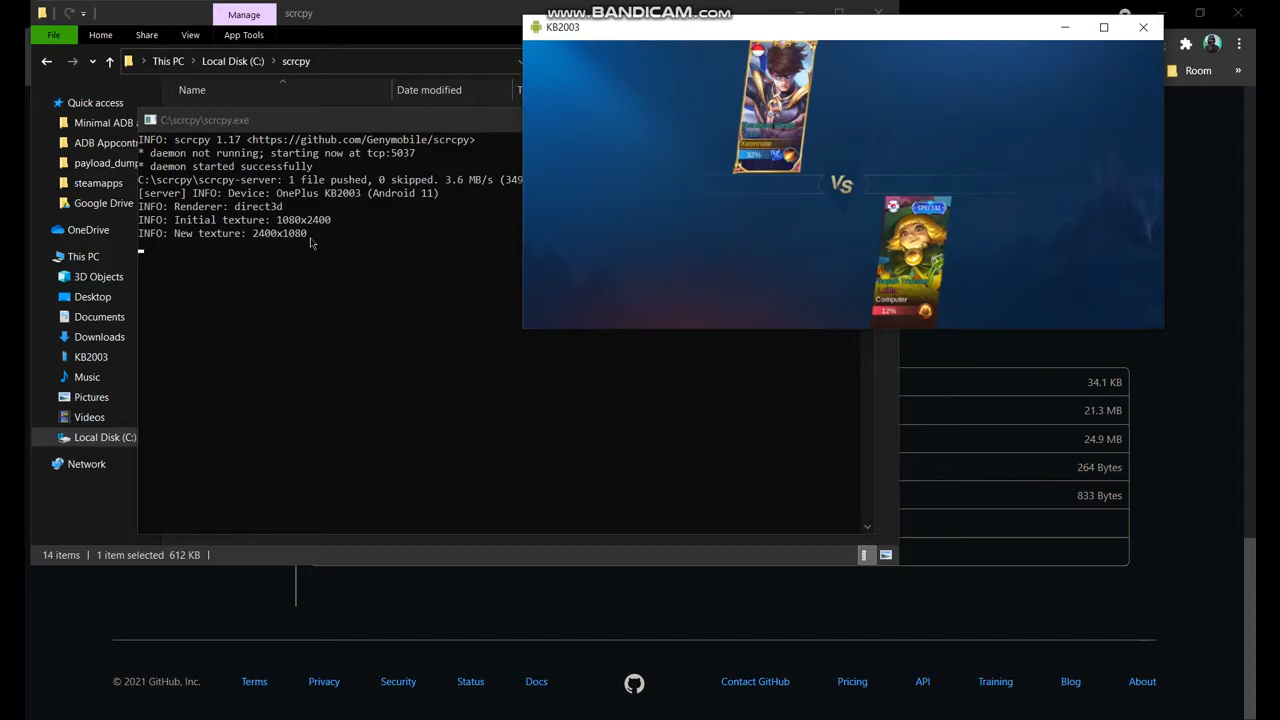 www.BANDICAM.com
Manage
scrcpy
File
Home
Share
View
App Tools
This PC
Local Disk (C:)
scrcpy
Name
Date modified
Quick access
Minimal ADB
ADB Appcont
payload_dump
steamapps
Google Drive
OneDrive
This PC
3D Objects
Desktop
Documents
Downloads
KB2003
Music
Pictures
Videos
Local Disk (C:)
Network
C:\scrcpy\scrcpy.exe
INFO: scrcpy 1.17 <https://github.com/Genymobile/scrcpy>
* daemon not running; starting now at tcp:5037
* daemon started successfully
C:\scrcpy\scrcpy-server: 1 file pushed, 0 skipped. 3.6 MB/s (349
[server] INFO: Device: OnePlus KB2003 (Android 11)
INFO: Renderer: direct3d
INFO: Initial texture: 1080x2400
INFO: New texture: 2400x1080
14 items
1 item selected 612 KB
KB2003
Xeonnate
VS
SPECIAL
Computer
12%
Room
»
34.1 KB
21.3 MB
24.9 MB
264 Bytes
833 Bytes
© 2021 GitHub, Inc.
Terms
Privacy
Security
Status
Docs
Contact GitHub
Pricing
API
Training
Blog
About